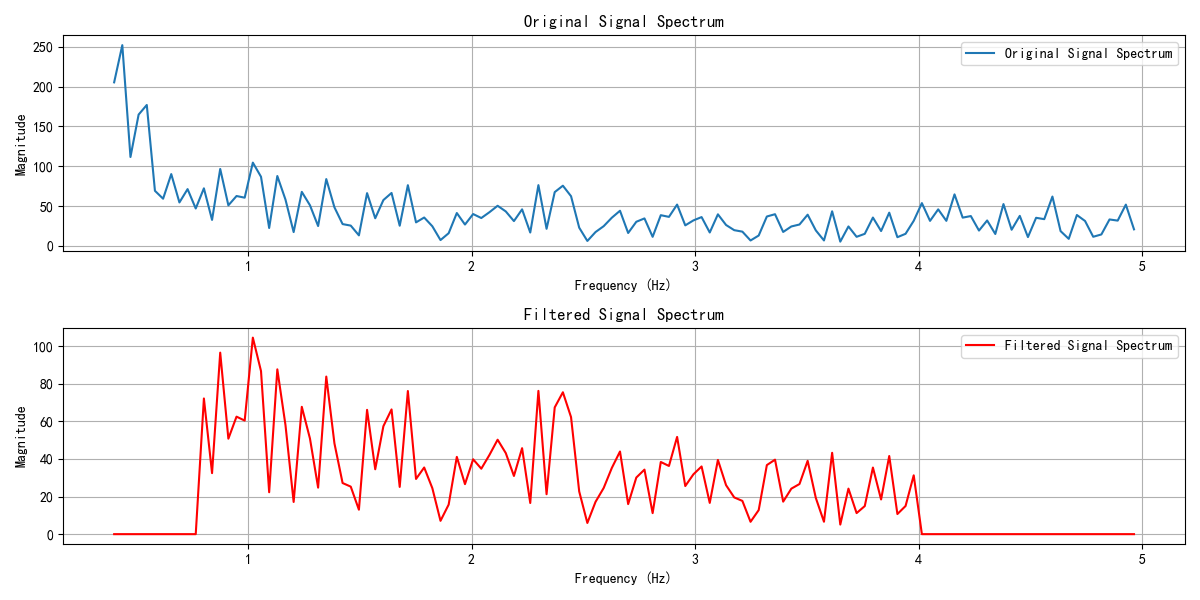 Original Signal Spectrum
250
200
150
100
50
0
Magnitude
Original Signal Spectrum
1 2 3 4 5
Frequency (Hz)
Filtered Signal Spectrum
100
80
60
40
20
0
Magnitude
Filtered Signal Spectrum
1 2 3 4 5
Frequency (Hz)